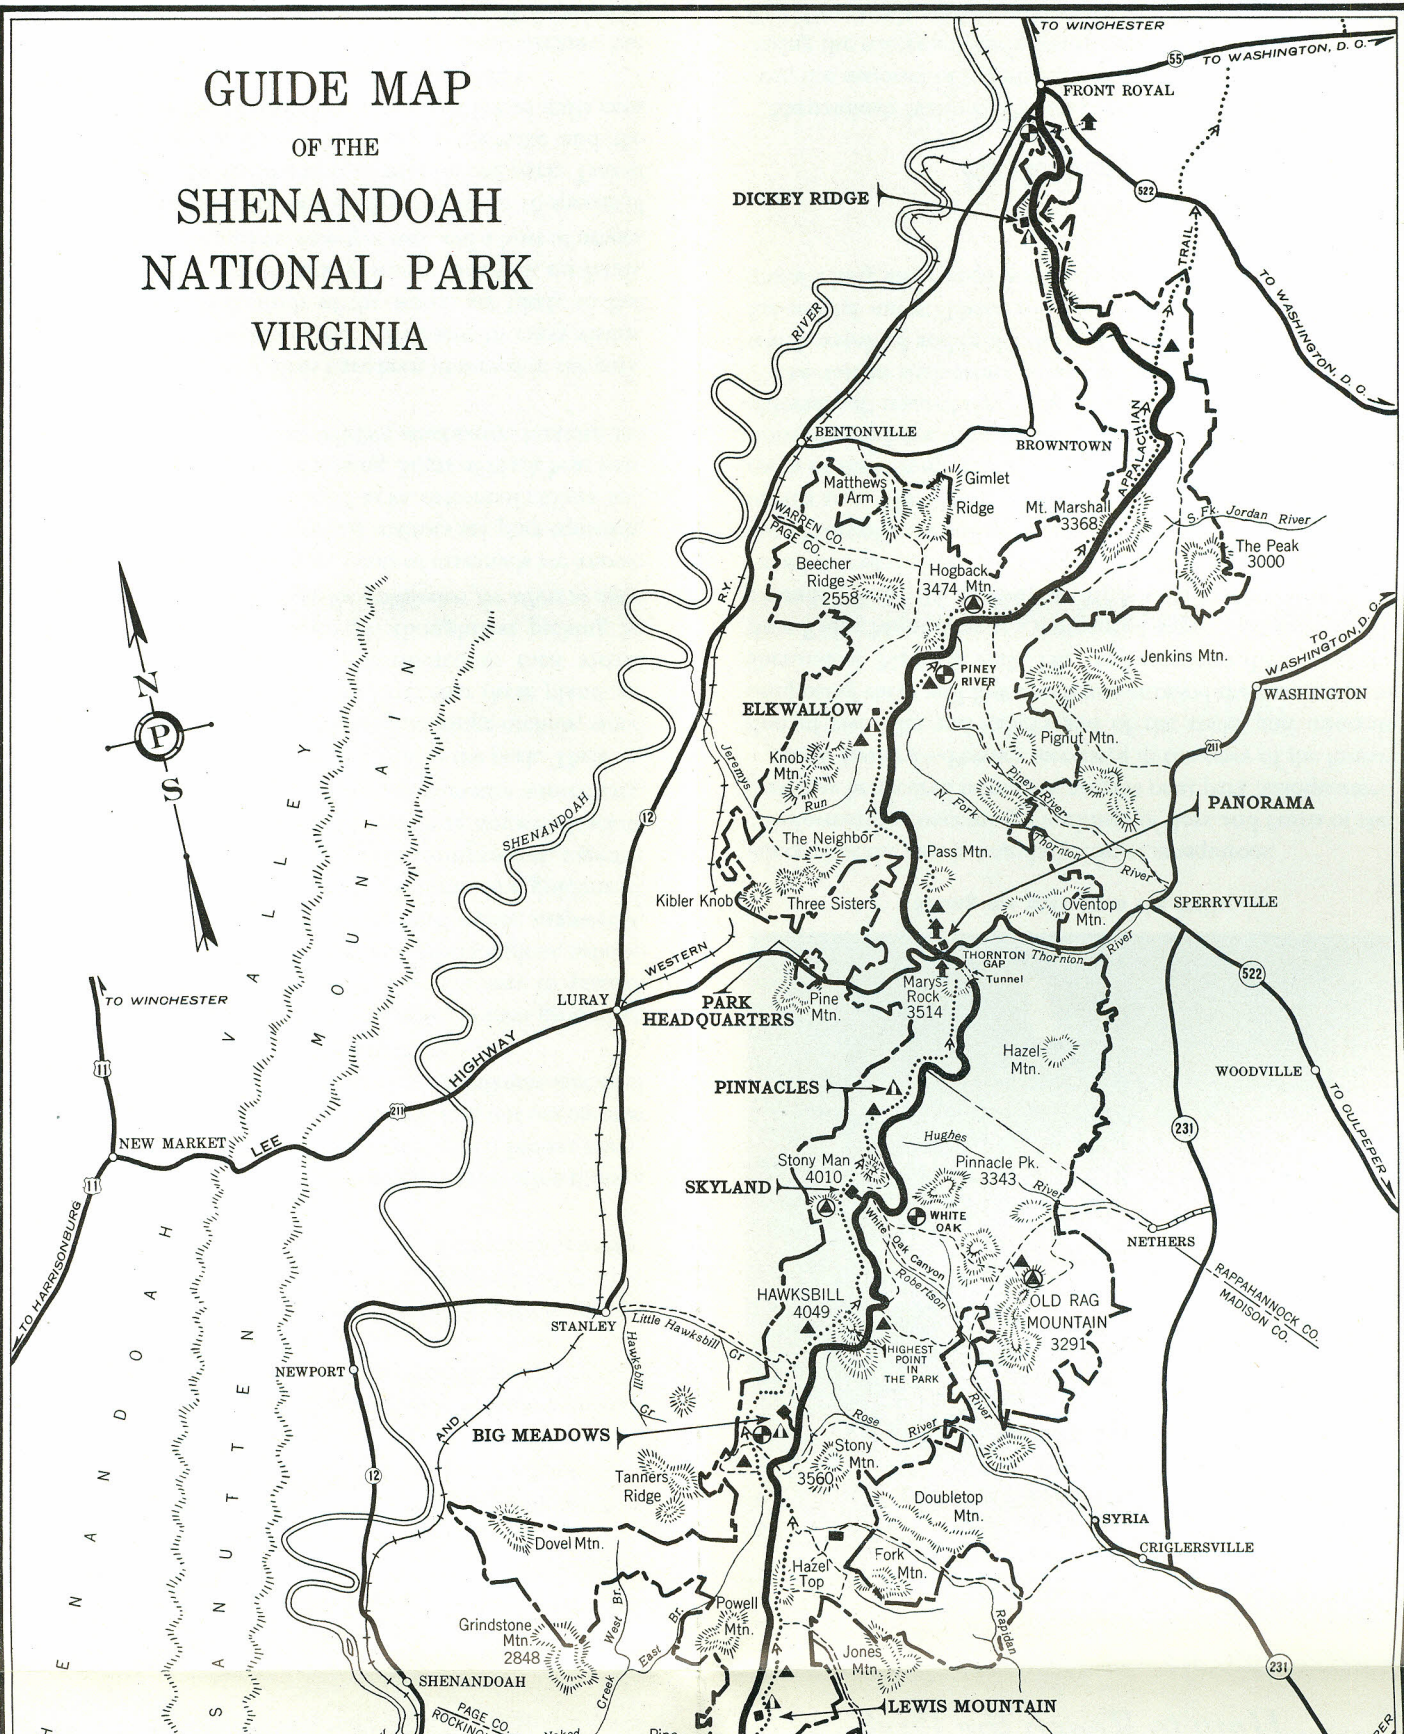 GUIDE MAP
OF THE
SHENANDOAH
NATIONAL PARK
VIRGINIA
TO WINCHESTER
55
TO WASHINGTON, D. C.
FRONT ROYAL
522
DICKEY RIDGE
TRAIL
TO WASHINGTON, D. C.
RIVER
APPALACHIAN
BENTONVILLE
BROWNTOWN
Matthews
Arm
Gimlet
Ridge
Mt. Marshall
3368
S. Fk. Jordan River
WARREN CO.
PAGE CO.
The Peak
3000
Beecher
Ridge
2558
Hogback
Mtn.
3474
RY.
N
P
S
TO
WASHINGTON, D. C.
Jenkins Mtn.
PINEY
RIVER
WASHINGTON
ELKWALLOW
211
Pignut Mtn.
Knob
Mtn.
Jeremys
Run
Piney River
N. Fork
Thornton
River
PANORAMA
SHENANDOAH
12
The Neighbor
Pass Mtn.
Kibler Knob
Three Sisters
Oventop
Mtn.
SPERRYVILLE
WESTERN
THORNTON
GAP
Thornton River
Tunnel
522
TO WINCHESTER
LURAY
PARK
HEADQUARTERS
Pine
Mtn.
Marys
Rock
3514
11
HIGHWAY
Hazel
Mtn.
WOODVILLE
PINNACLES
TO CULPEPER
211
LEE
NEW MARKET
231
Hughes
River
11
Stony Man
4010
Pinnacle Pk.
3343
SKYLAND
WHITE
OAK
NETHERS
TO HARRISONBURG
White Oak Canyon
Robertson
River
RAPPAHANNOCK CO.
MADISON CO.
HAWKSBILL
4049
OLD RAG
MOUNTAIN
3291
STANLEY
Little Hawksbill Cr
Hawksbill Cr
HIGHEST
POINT
IN
THE PARK
NEWPORT
AND
BIG MEADOWS
Rose River
Stony
Mtn.
3560
12
Tanners
Ridge
Doubletop
Mtn.
SYRIA
Dovel Mtn.
CRIGLERSVILLE
Hazel
Top
Fork
Mtn.
West Br.
East Br.
Powell
Mtn.
Rapidan
Grindstone
Mtn.
2848
Jones
Mtn.
231
SHENANDOAH
Creek
LEWIS MOUNTAIN
PAGE CO.
VALLEY
MOUNTAIN